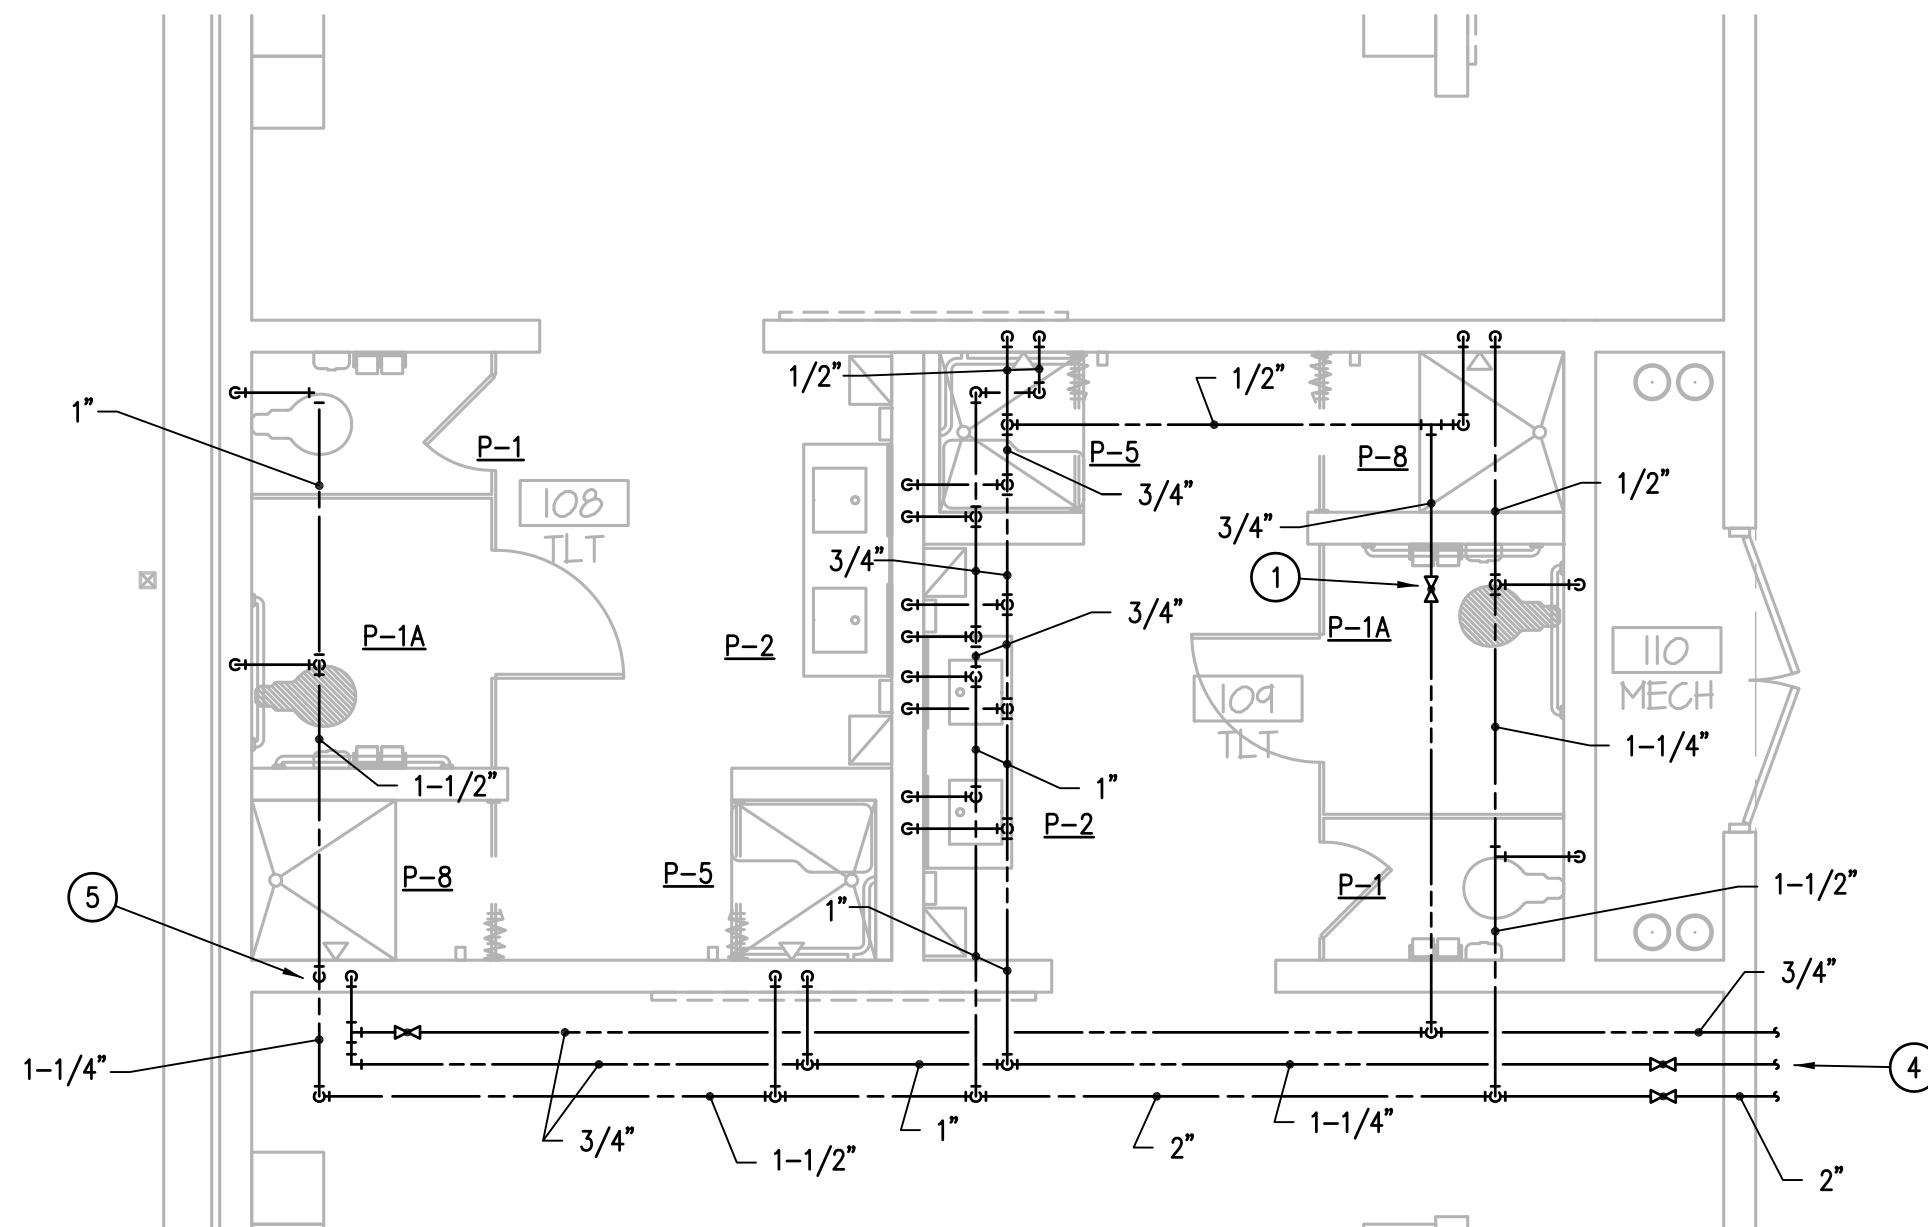 1/2"
1/2"
1"
P-1
P-5
P-8
1/2"
3/4"
108
TLT
3/4"
3/4"
1
3/4"
P-1A
P-2
P-1A
110
MECH
109
TLT
1-1/4"
1-1/2"
1"
P-2
P-8
P-5
P-1
1-1/2"
5
1"
3/4"
1-1/4"
4
3/4"
1"
1-1/4"
2"
1-1/2"
2"